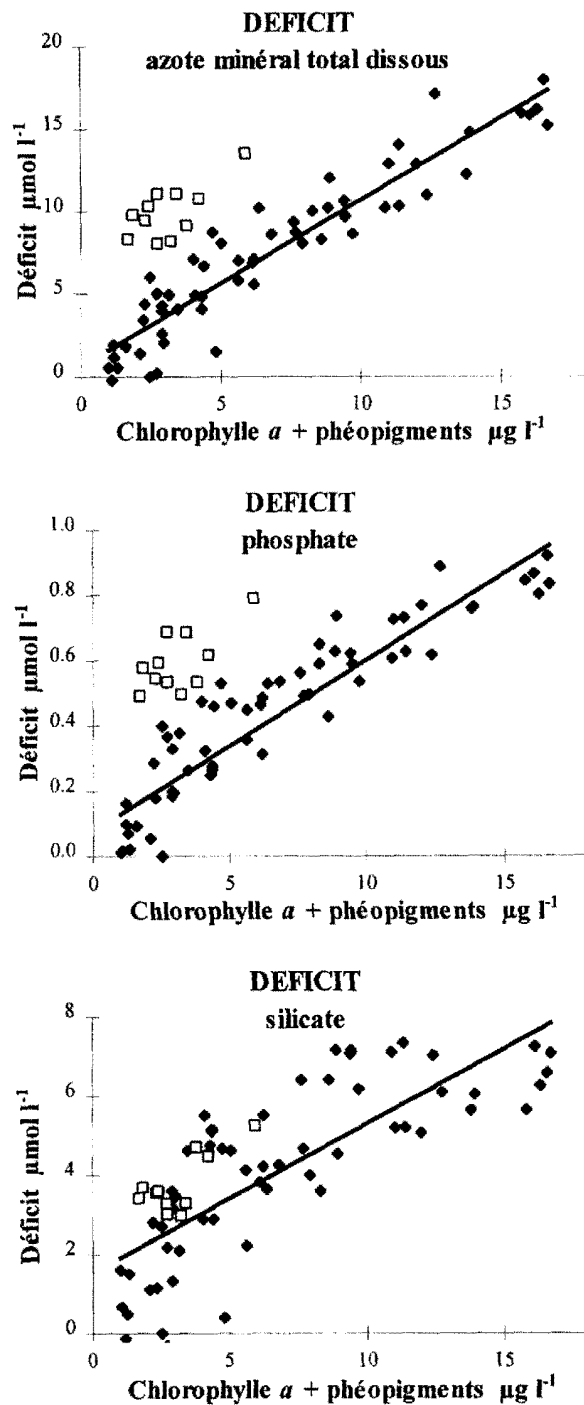 DEFICIT
azote minéral total dissous
20
15
10
5
0
Déficit µmol l⁻¹
0 5 10 15
Chlorophylle a + phéopigments µg l⁻¹
DEFICIT
phosphate
1.0
0.8
0.6
0.4
0.2
0.0
Déficit µmol l⁻¹
0 5 10 15
Chlorophylle a + phéopigments µg l⁻¹
DEFICIT
silicate
8
6
4
2
0
Déficit µmol l⁻¹
0 5 10 15
Chlorophylle a + phéopigments µg l⁻¹